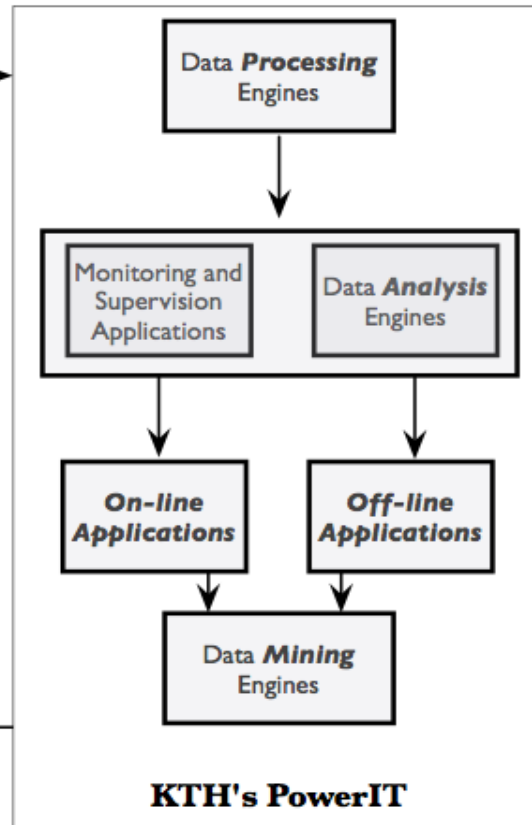 Data Processing
Engines
Monitoring and
Supervision
Applications
Data Analysis
Engines
On-line
Applications
Off-line
Applications
Data Mining
Engines
KTH's PowerIT